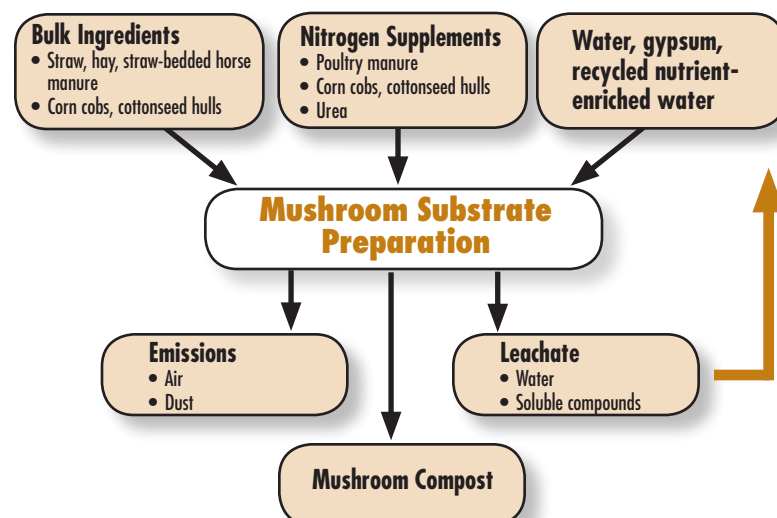 Bulk Ingredients
• Straw, hay, straw-bedded horse
manure
• Corn cobs, cottonseed hulls
Nitrogen Supplements
• Poultry manure
• Corn cobs, cottonseed hulls
• Urea
Water, gypsum,
recycled nutrient-
enriched water
Mushroom Substrate
Preparation
Emissions
• Air
• Dust
Leachate
• Water
• Soluble compounds
Mushroom Compost